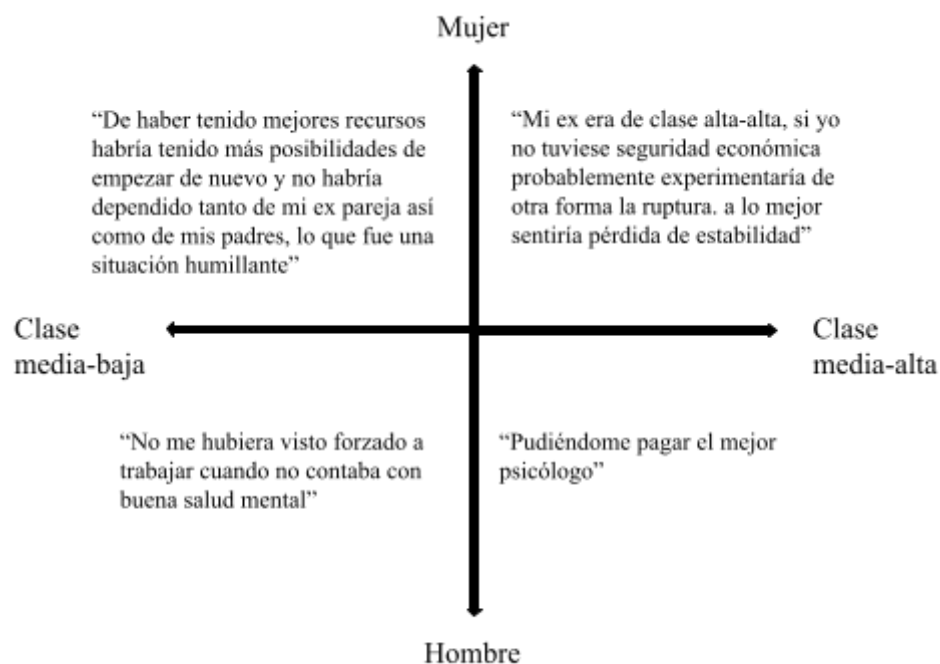 Mujer
“De haber tenido mejores recursos
habría tenido más posibilidades de
empezar de nuevo y no habría
dependido tanto de mi ex pareja así
como de mis padres, lo que fue una
situación humillante”
“Mi ex era de clase alta-alta, si yo
no tuviese seguridad económica
probablemente experimentaría de
otra forma la ruptura. a lo mejor
sentiría pérdida de estabilidad”
Clase
media-baja
Clase
media-alta
“No me hubiera visto forzado a
trabajar cuando no contaba con
buena salud mental”
“Pudiéndome pagar el mejor
psicólogo”
Hombre